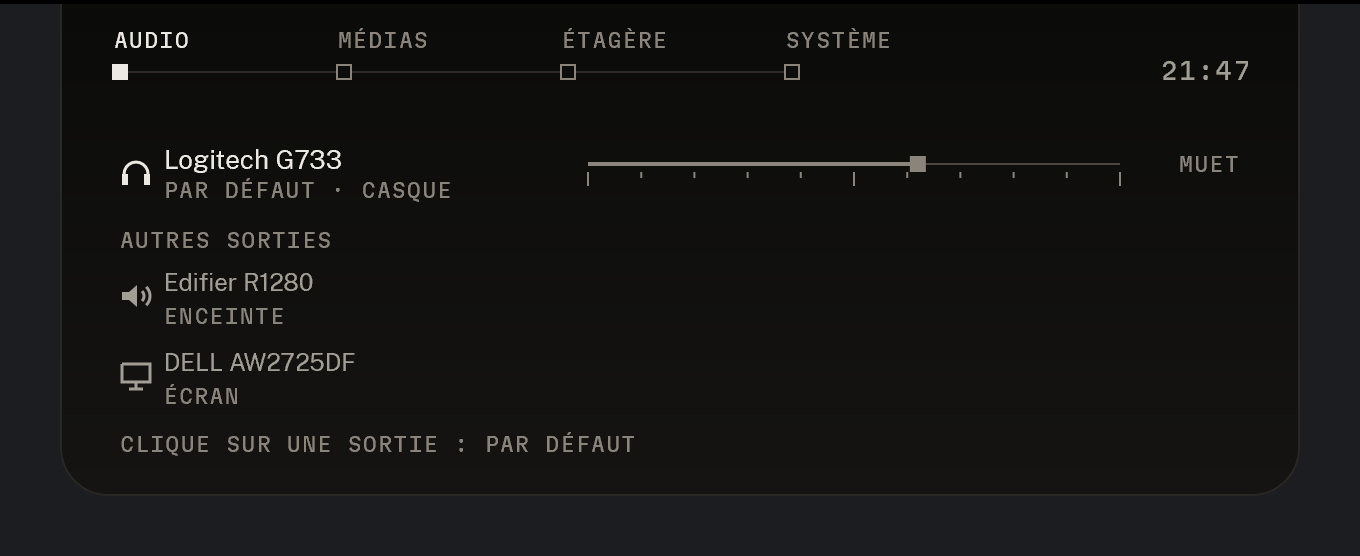 AUDIO MÉDIAS ÉTAGÈRE SYSTÈME
21:47
Logitech G733
MUET
PAR DÉFAUT · CASQUE
AUTRES SORTIES
Edifier R1280
ENCEINTE
DELL AW2725DF
ÉCRAN
CLIQUE SUR UNE SORTIE : PAR DÉFAUT